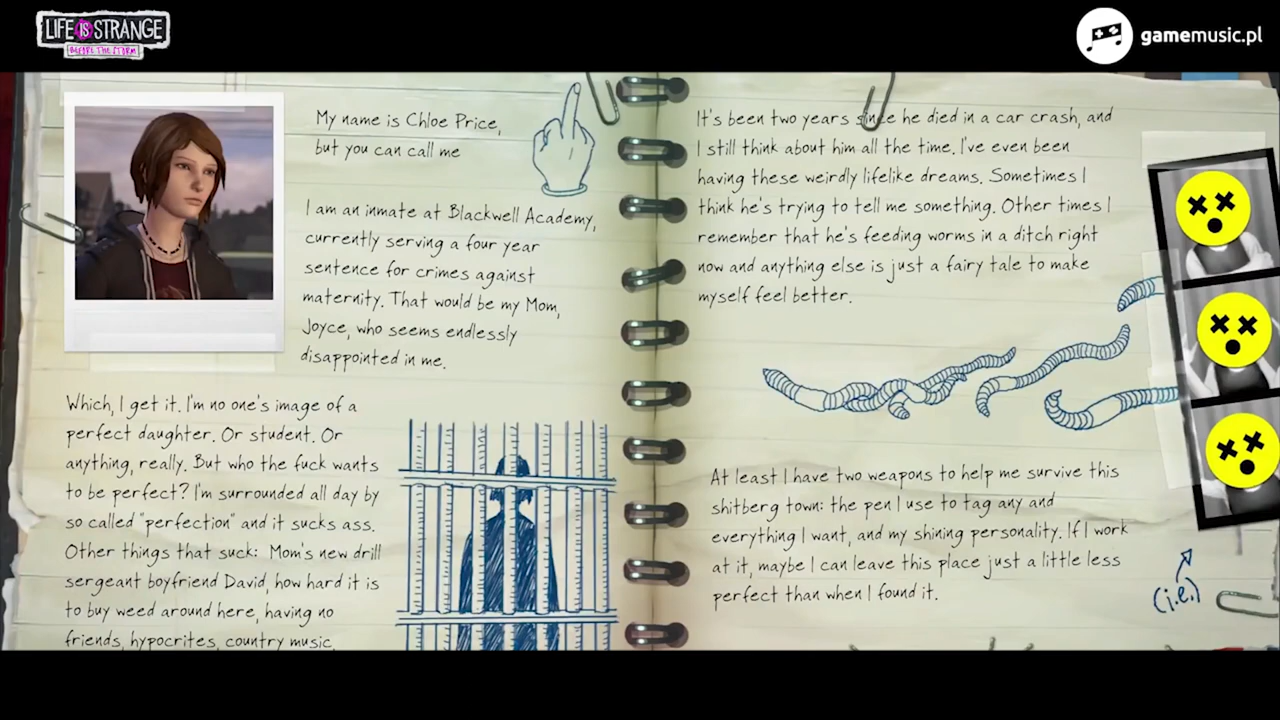 LIFE IS STRANGE
BEFORE THE STORM
gamemusic.pl
My name is Chloe Price,
but you can call me
I am an inmate at Blackwell Academy,
currently serving a four year
sentence for crimes against
maternity. That would be my Mom,
Joyce, who seems endlessly
disappointed in me.
Which, I get it. I'm no one's image of a
perfect daughter. Or student. Or
anything, really. But who the fuck wants
to be perfect? I'm surrounded all day by
so called "perfection" and it sucks ass.
Other things that suck: Mom's new drill
sergeant boyfriend David, how hard it is
to buy weed around here, having no
friends, hypocrites, country music,
It's been two years since he died in a car crash, and
I still think about him all the time. I've even been
having these weirdly lifelike dreams. Sometimes I
think he's trying to tell me something. Other times I
remember that he's feeding worms in a ditch right
now and anything else is just a fairy tale to make
myself feel better.
At least I have two weapons to help me survive this
shitberg town: the pen I use to tag any and
everything I want, and my shining personality. If I work
at it, maybe I can leave this place just a little less
perfect than when I found it.
(i.e.)